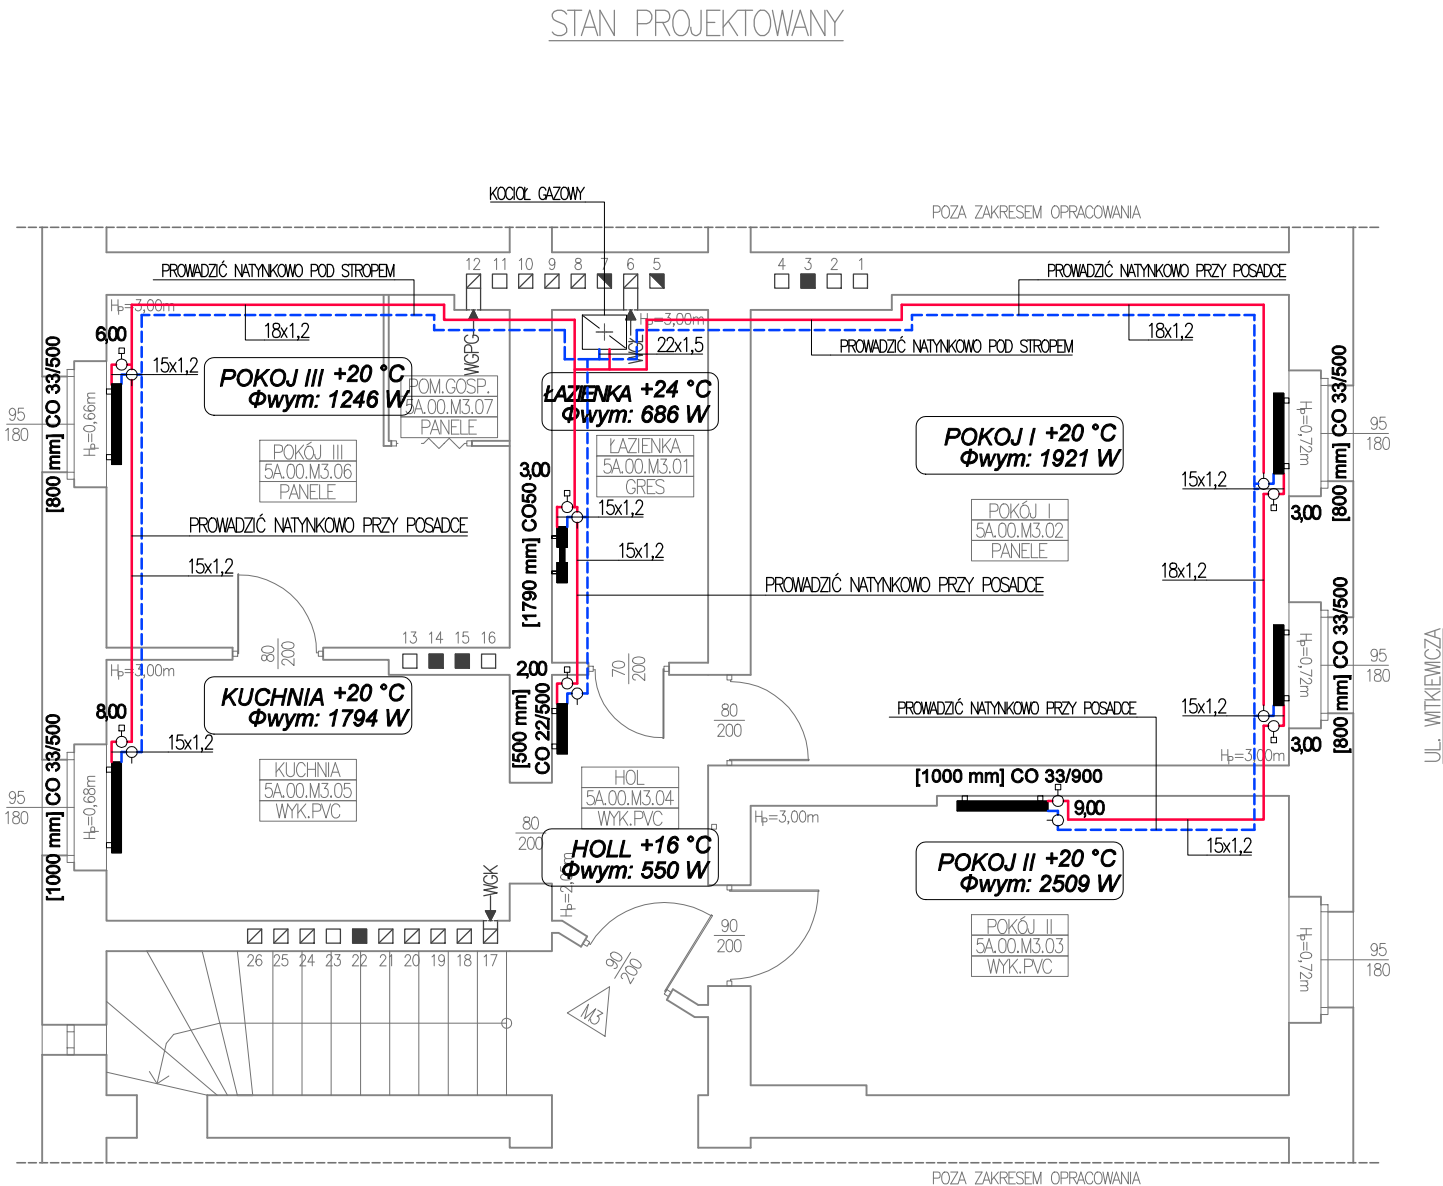 STAN PROJEKTOWANY
KOCIOŁ GAZOWY
POZA ZAKRESEM OPRACOWANIA
PROWADZIĆ NATYNKOWO POD STROPEM
12 11 10 9 8 7 6 5
4 3 2 1
PROWADZIĆ NATYNKOWO PRZY POSADCE
Hp=3,00m
Hp=3,00m
6,00
18x1,2
WGPG
WGŁ
22x1,5
PROWADZIĆ NATYNKOWO POD STROPEM
18x1,2
15x1,2
[800 mm] CO 33/500
Hp=0,66m
95
180
POKOJ III +20 °C
Φwym: 1246 W
POM.GOSP.
5A.00.M3.07
PANELE
ŁAZIENKA +24 °C
Φwym: 686 W
POKOJ I +20 °C
Φwym: 1921 W
Hp=0,72m
[800 mm] CO 33/500
95
180
POKÓJ III
5A.00.M3.06
PANELE
ŁAZIENKA
5A.00.M3.01
GRES
3,00
15x1,2
[1790 mm] CO50
15x1,2
POKÓJ I
5A.00.M3.02
PANELE
15x1,2
3,00
PROWADZIĆ NATYNKOWO PRZY POSADCE
15x1,2
18x1,2
PROWADZIĆ NATYNKOWO PRZY POSADCE
13 14 15 16
80
200
70
200
2,00
[500 mm]
CO 22/500
Hp=0,72m
[800 mm] CO 33/500
95
180
UL. WITKIEWICZA
Hp=3,00m
KUCHNIA +20 °C
Φwym: 1794 W
8,00
15x1,2
80
200
PROWADZIĆ NATYNKOWO PRZY POSADCE
15x1,2
3,00
Hp=3,00m
[1000 mm] CO 33/500
Hp=0,68m
95
180
KUCHNIA
5A.00.M3.05
WYK.PVC
HOL
5A.00.M3.04
WYK.PVC
[1000 mm] CO 33/900
9,00
Hp=3,00m
80
200
15x1,2
HOLL +16 °C
Φwym: 550 W
POKOJ II +20 °C
Φwym: 2509 W
WGK
90
200
POKÓJ II
5A.00.M3.03
WYK.PVC
Hp=0,72m
95
180
26 25 24 23 22 21 20 19 18 17
90
200
M3
POZA ZAKRESEM OPRACOWANIA